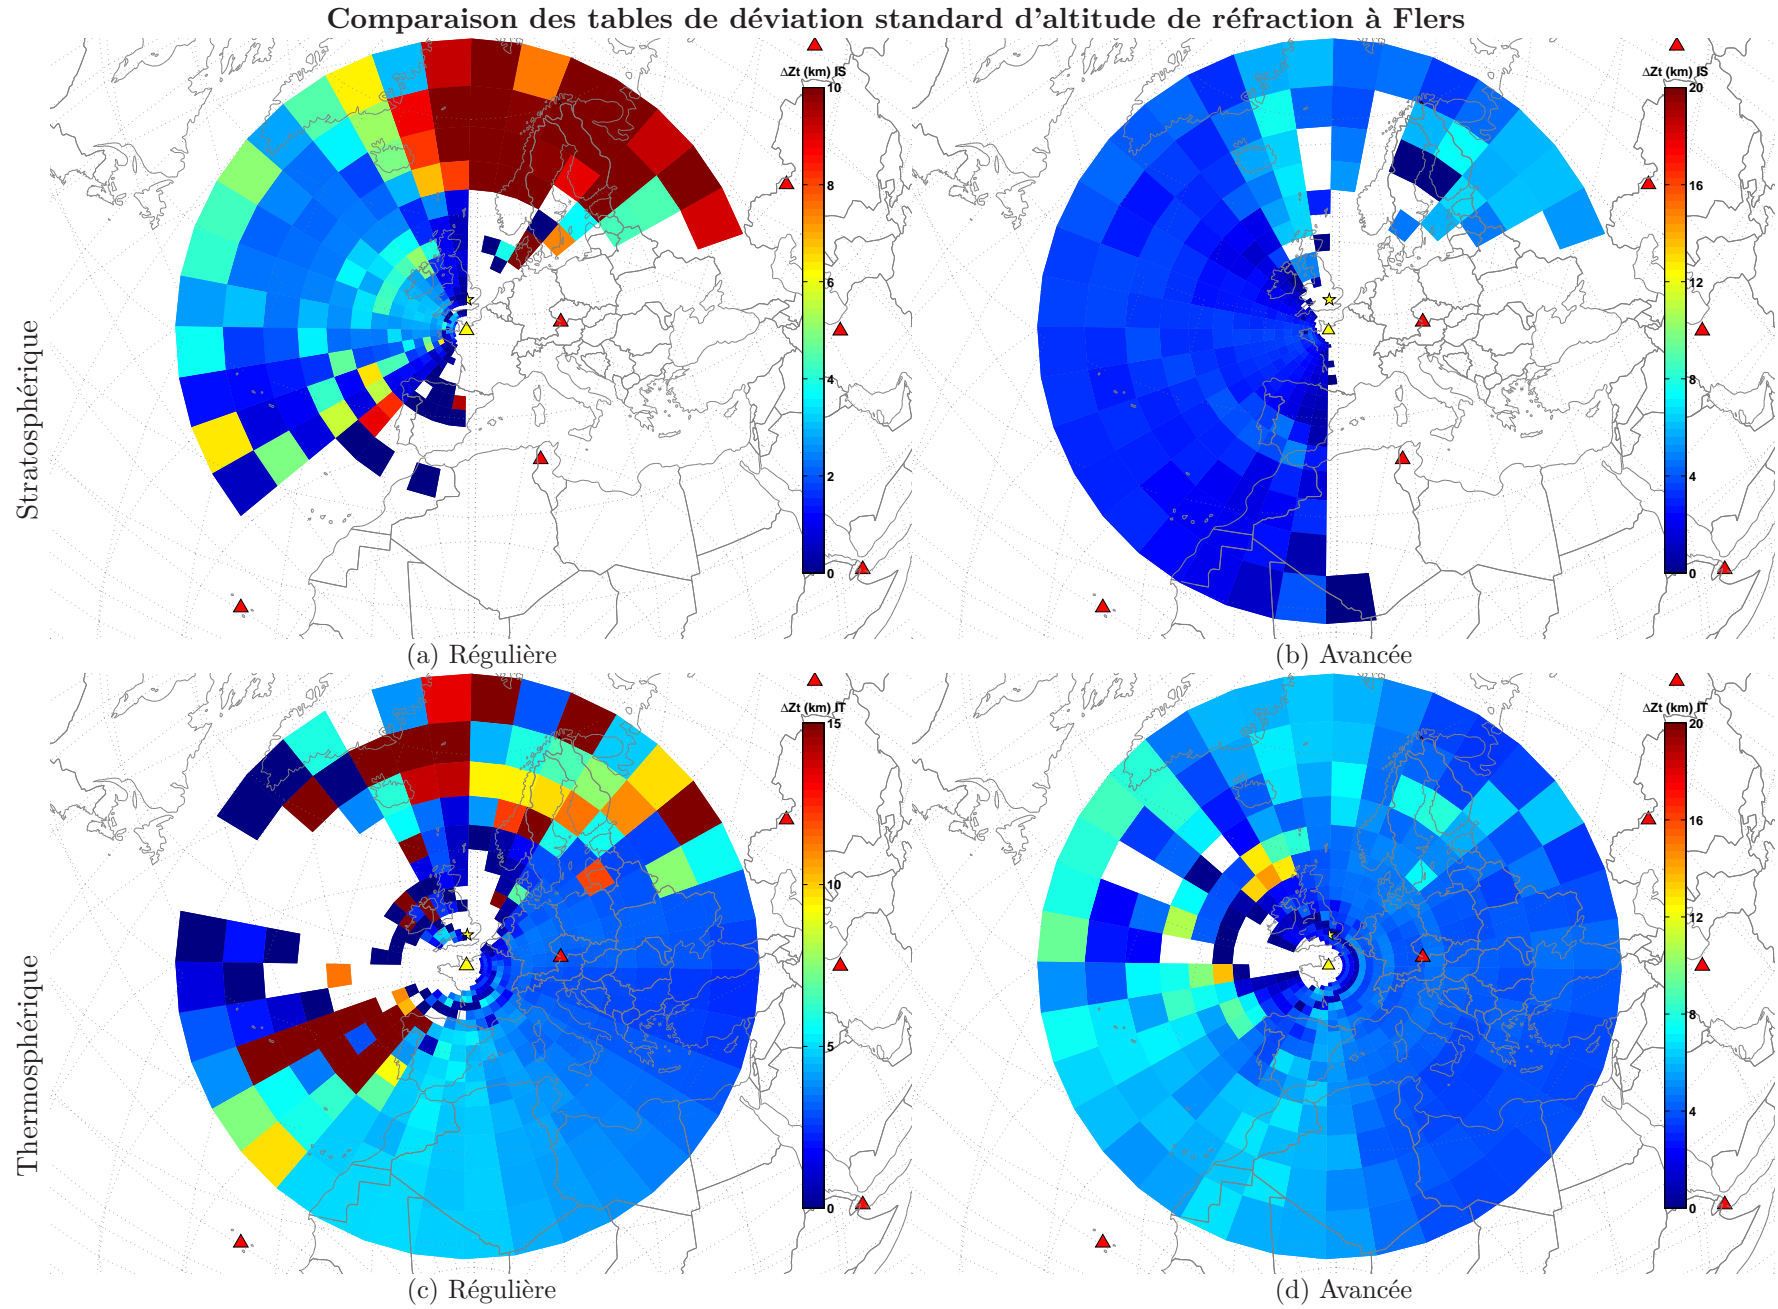 Comparaison des tables de déviation standard d'altitude de réfraction à Flers
Stratosphérique
ΔZt (km) IS
10
8
6
4
2
0
(a) Régulière
ΔZt (km) IS
20
16
12
8
4
0
(b) Avancée
Thermosphérique
ΔZt (km) IT
15
10
5
0
(c) Régulière
ΔZt (km) IT
20
16
12
8
4
0
(d) Avancée